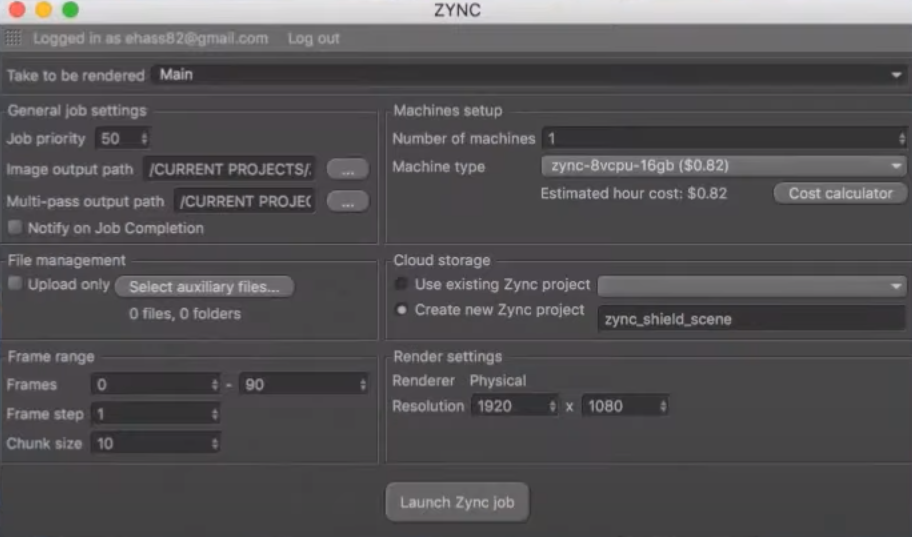 ZYNC
Logged in as ehass82@gmail.com Log out
Take to be rendered Main
General job settings
Job priority 50
Image output path /CURRENT PROJECTS/.
...
Multi-pass output path /CURRENT PROJEC
...
Notify on Job Completion
Machines setup
Number of machines 1
Machine type zync-8vcpu-16gb ($0.82)
Estimated hour cost: $0.82 Cost calculator
File management
Upload only Select auxiliary files...
0 files, 0 folders
Cloud storage
Use existing Zync project
Create new Zync project zync_shield_scene
Frame range
Frames 0 - 90
Frame step 1
Chunk size 10
Render settings
Renderer Physical
Resolution 1920 x 1080
Launch Zync job